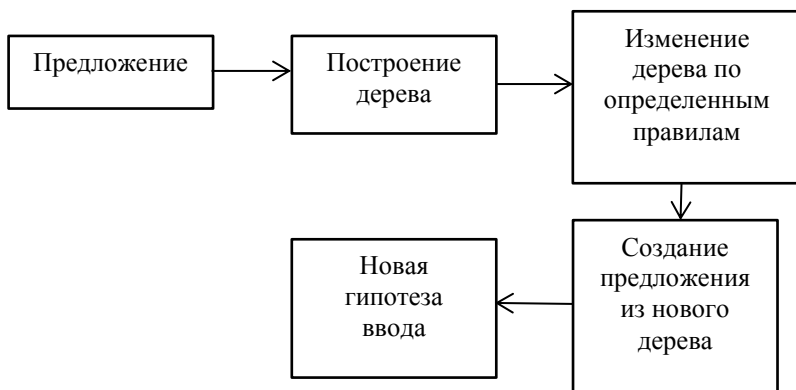 Предложение
Построение
дерева
Изменение
дерева по
определенным
правилам
Создание
предложения
из нового
дерева
Новая
гипотеза
ввода